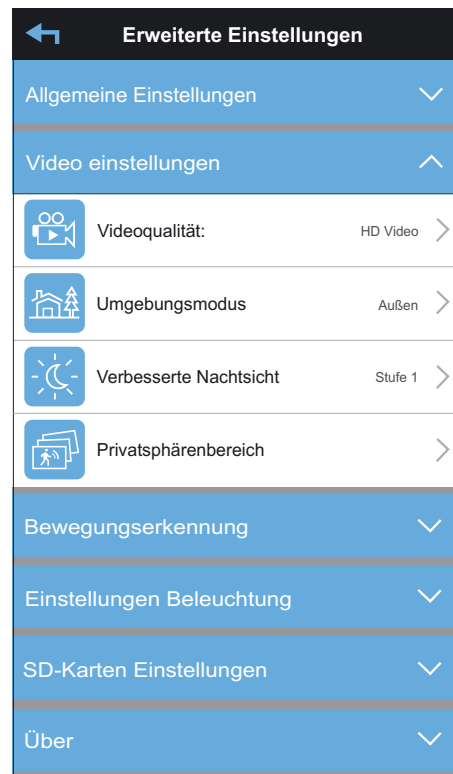 Erweiterte Einstellungen
Allgemeine Einstellungen
Video einstellungen
Videoqualität: HD Video
Umgebungsmodus Außen
Verbesserte Nachtsicht Stufe 1
Privatsphärenbereich
Bewegungserkennung
Einstellungen Beleuchtung
SD-Karten Einstellungen
Über